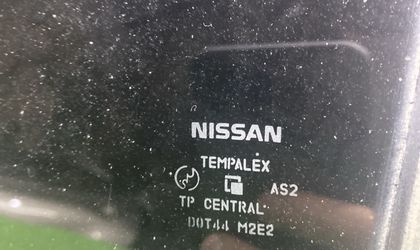 NISSAN
TEMPALEX
AS2
TP CENTRAL
DOT44 M2E2